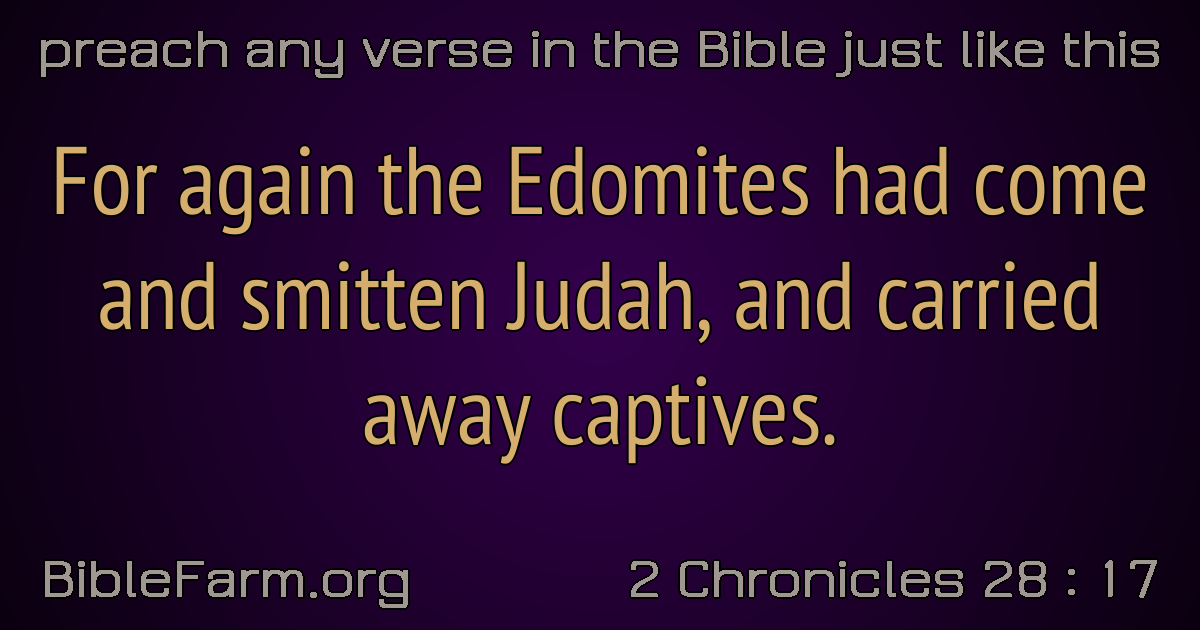 preach any verse in the Bible just like this
For again the Edomites had come
and smitten Judah, and carried
away captives.
BibleFarm.org
2 Chronicles 28 : 17